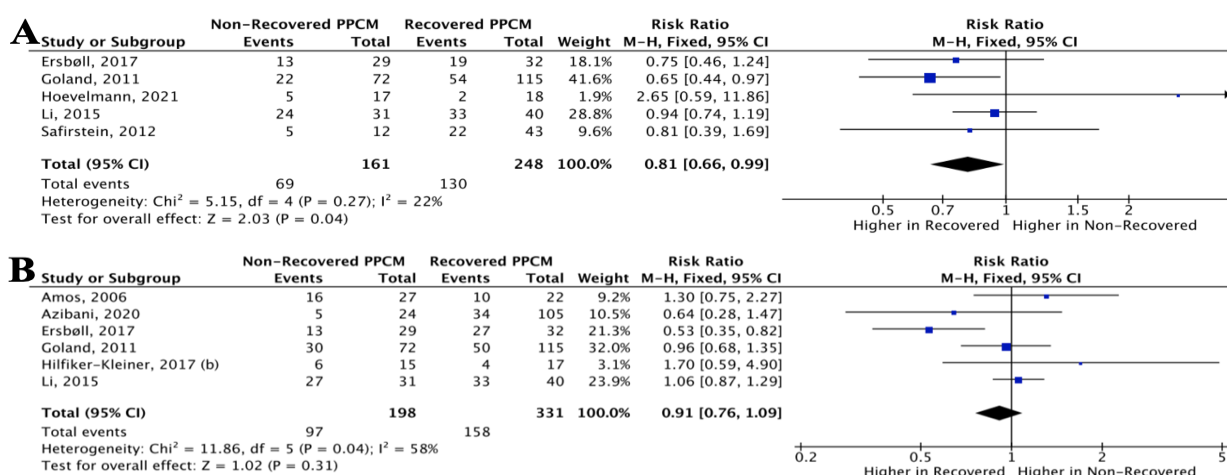 A
Non-Recovered PPCM Recovered PPCM Risk Ratio Risk Ratio
Study or Subgroup Events Total Events Total Weight M-H, Fixed, 95% CI M-H, Fixed, 95% CI
Ersbøll, 2017 13 29 19 32 18.1% 0.75 [0.46, 1.24]
Goland, 2011 22 72 54 115 41.6% 0.65 [0.44, 0.97]
Hoevelmann, 2021 5 17 2 18 1.9% 2.65 [0.59, 11.86]
Li, 2015 24 31 33 40 28.8% 0.94 [0.74, 1.19]
Safirstein, 2012 5 12 22 43 9.6% 0.81 [0.39, 1.69]
Total (95% CI) 161 248 100.0% 0.81 [0.66, 0.99]
Total events 69 130
Heterogeneity: Chi² = 5.15, df = 4 (P = 0.27); I² = 22%
Test for overall effect: Z = 2.03 (P = 0.04)
0.5 0.7 1 1.5 2
Higher in Recovered Higher in Non-Recovered
B
Non-Recovered PPCM Recovered PPCM Risk Ratio Risk Ratio
Study or Subgroup Events Total Events Total Weight M-H, Fixed, 95% CI M-H, Fixed, 95% CI
Amos, 2006 16 27 10 22 9.2% 1.30 [0.75, 2.27]
Azibani, 2020 5 24 34 105 10.5% 0.64 [0.28, 1.47]
Ersbøll, 2017 13 29 27 32 21.3% 0.53 [0.35, 0.82]
Goland, 2011 30 72 50 115 32.0% 0.96 [0.68, 1.35]
Hilfiker-Kleiner, 2017 (b) 6 15 4 17 3.1% 1.70 [0.59, 4.90]
Li, 2015 27 31 33 40 23.9% 1.06 [0.87, 1.29]
Total (95% CI) 198 331 100.0% 0.91 [0.76, 1.09]
Total events 97 158
Heterogeneity: Chi² = 11.86, df = 5 (P = 0.04); I² = 58%
Test for overall effect: Z = 1.02 (P = 0.31)
0.2 0.5 1 2 5
Higher in Recovered Higher in Non-Recovered